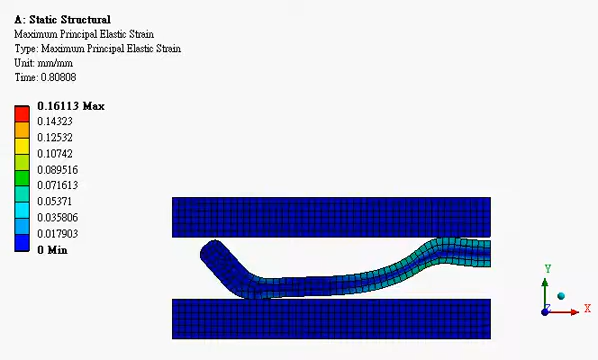 A: Static Structural
Maximum Principal Elastic Strain
Type: Maximum Principal Elastic Strain
Unit: mm/mm
Time: 0.80808
0.16113 Max
0.14323
0.12532
0.10742
0.089516
0.071613
0.05371
0.035806
0.017903
0 Min
Y
Z
X